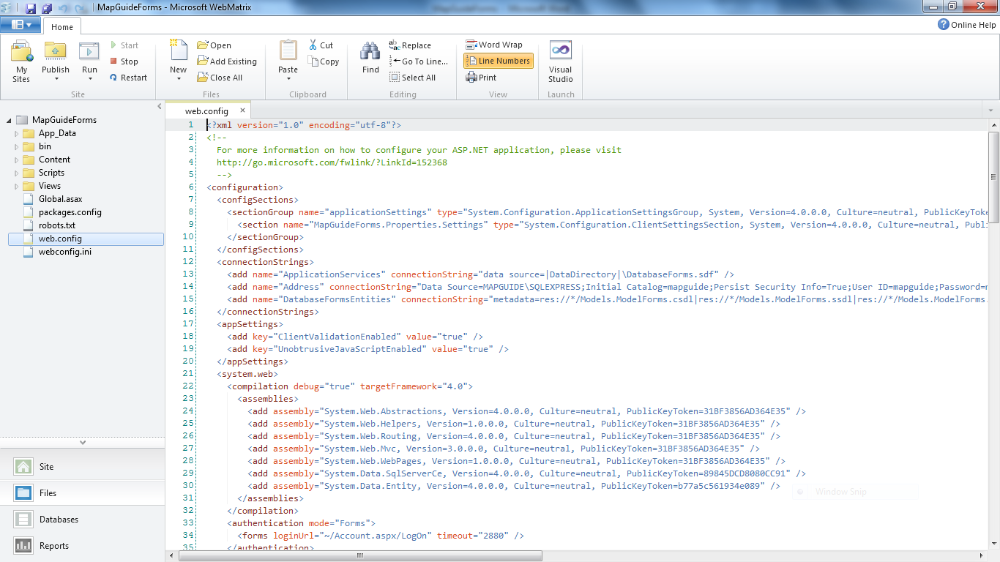 MapGuideForms - Microsoft WebMatrix
Home
Online Help
My Sites
Publish
Run
Start
Stop
Restart
Site
New
Open
Add Existing
Close All
Files
Paste
Cut
Copy
Clipboard
Find
Replace
Go To Line...
Select All
Editing
Word Wrap
Line Numbers
Print
View
Visual Studio
Launch
MapGuideForms
App_Data
bin
Content
Scripts
Views
Global.asax
packages.config
robots.txt
web.config
webconfig.ini
Site
Files
Databases
Reports
web.config
1 <?xml version="1.0" encoding="utf-8"?>
2 <!--
3 For more information on how to configure your ASP.NET application, please visit
4 http://go.microsoft.com/fwlink/?LinkId=152368
5 -->
6 <configuration>
7 <configSections>
8 <sectionGroup name="applicationSettings" type="System.Configuration.ApplicationSettingsGroup, System, Version=4.0.0.0, Culture=neutral, PublicKeyToke
9 <section name="MapGuideForms.Properties.Settings" type="System.Configuration.ClientSettingsSection, System, Version=4.0.0.0, Culture=neutral, Publ
10 </sectionGroup>
11 </configSections>
12 <connectionStrings>
13 <add name="ApplicationServices" connectionString="data source=|DataDirectory|\DatabaseForms.sdf" />
14 <add name="Address" connectionString="Data Source=MAPGUIDE\SQLEXPRESS;Initial Catalog=mapguide;Persist Security Info=True;User ID=mapguide;Password=
15 <add name="DatabaseFormsEntities" connectionString="metadata=res://*/Models.ModelForms.csdl|res://*/Models.ModelForms.ssdl|res://*/Models.ModelForms.
16 </connectionStrings>
17 <appSettings>
18 <add key="ClientValidationEnabled" value="true" />
19 <add key="UnobtrusiveJavaScriptEnabled" value="true" />
20 </appSettings>
21 <system.web>
22 <compilation debug="true" targetFramework="4.0">
23 <assemblies>
24 <add assembly="System.Web.Abstractions, Version=4.0.0.0, Culture=neutral, PublicKeyToken=31BF3856AD364E35" />
25 <add assembly="System.Web.Helpers, Version=1.0.0.0, Culture=neutral, PublicKeyToken=31BF3856AD364E35" />
26 <add assembly="System.Web.Routing, Version=4.0.0.0, Culture=neutral, PublicKeyToken=31BF3856AD364E35" />
27 <add assembly="System.Web.Mvc, Version=3.0.0.0, Culture=neutral, PublicKeyToken=31BF3856AD364E35" />
28 <add assembly="System.Web.WebPages, Version=1.0.0.0, Culture=neutral, PublicKeyToken=31BF3856AD364E35" />
29 <add assembly="System.Data.SqlServerCe, Version=4.0.0.0, Culture=neutral, PublicKeyToken=89845DCD8080CC91" />
30 <add assembly="System.Data.Entity, Version=4.0.0.0, Culture=neutral, PublicKeyToken=b77a5c561934e089" />
31 </assemblies>
32 </compilation>
33 <authentication mode="Forms">
34 <forms loginUrl="~/Account.aspx/LogOn" timeout="2880" />
35 </authentication>
Window Snip